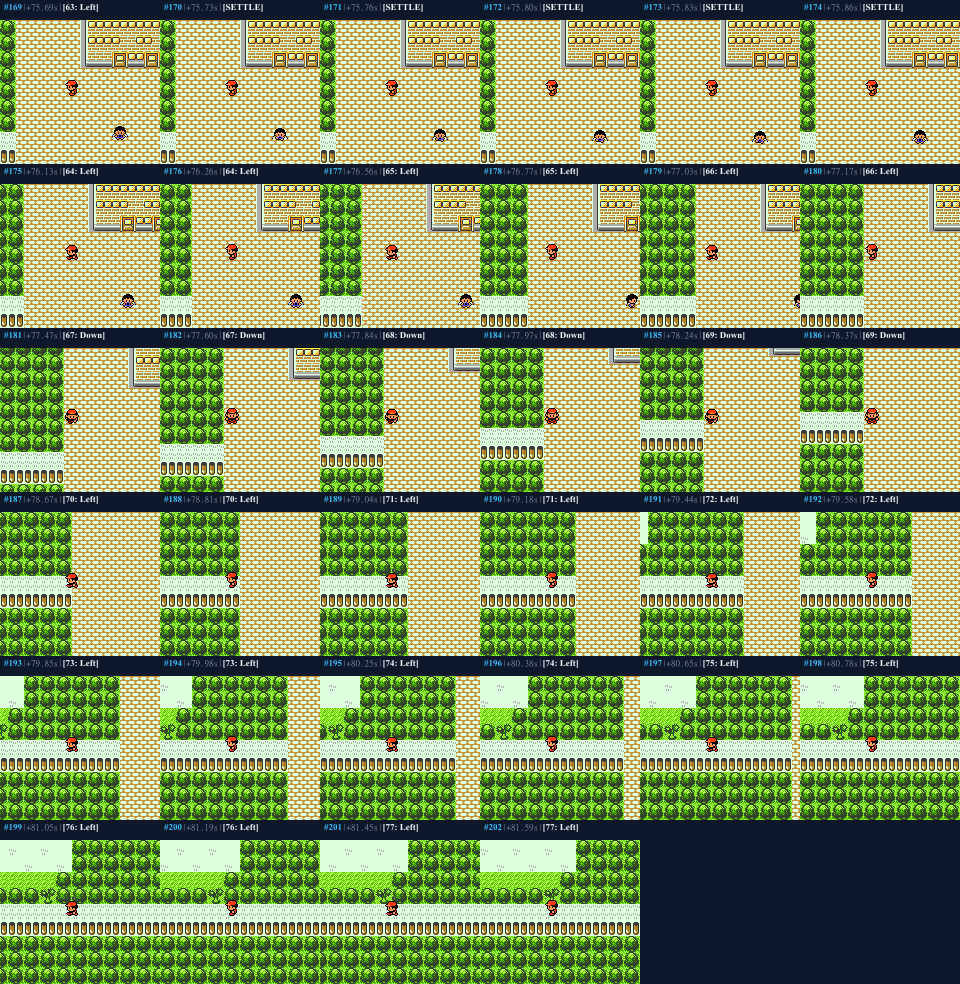 #169 |+75.69s | [63: Left]
#170 |+75.73s | [SETTLE]
#171 |+75.76s | [SETTLE]
#172 |+75.80s | [SETTLE]
#173 |+75.83s | [SETTLE]
#174 |+75.86s | [SETTLE]
#175 |+76.13s | [64: Left]
#176 |+76.26s | [64: Left]
#177 |+76.56s | [65: Left]
#178 |+76.77s | [65: Left]
#179 |+77.03s | [66: Left]
#180 |+77.17s | [66: Left]
#181 |+77.47s | [67: Down]
#182 |+77.60s | [67: Down]
#183 |+77.84s | [68: Down]
#184 |+77.97s | [68: Down]
#185 |+78.24s | [69: Down]
#186 |+78.37s | [69: Down]
#187 |+78.67s | [70: Left]
#188 |+78.81s | [70: Left]
#189 |+79.04s | [71: Left]
#190 |+79.18s | [71: Left]
#191 |+79.44s | [72: Left]
#192 |+79.58s | [72: Left]
#193 |+79.85s | [73: Left]
#194 |+79.98s | [73: Left]
#195 |+80.25s | [74: Left]
#196 |+80.38s | [74: Left]
#197 |+80.65s | [75: Left]
#198 |+80.78s | [75: Left]
#199 |+81.05s | [76: Left]
#200 |+81.19s | [76: Left]
#201 |+81.45s | [77: Left]
#202 |+81.59s | [77: Left]